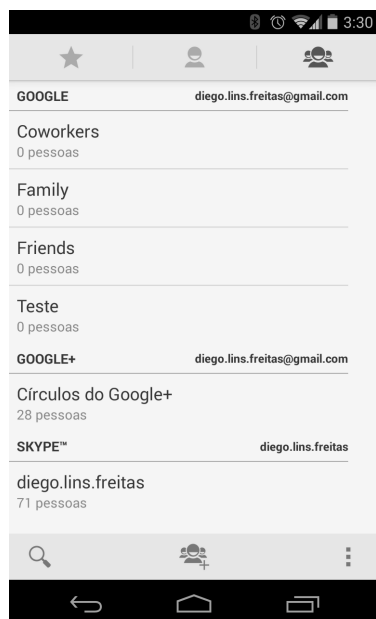 3:30
GOOGLE diego.lins.freitas@gmail.com
Coworkers
0 pessoas
Family
0 pessoas
Friends
0 pessoas
Teste
0 pessoas
GOOGLE+ diego.lins.freitas@gmail.com
Círculos do Google+
28 pessoas
SKYPE™ diego.lins.freitas
diego.lins.freitas
71 pessoas